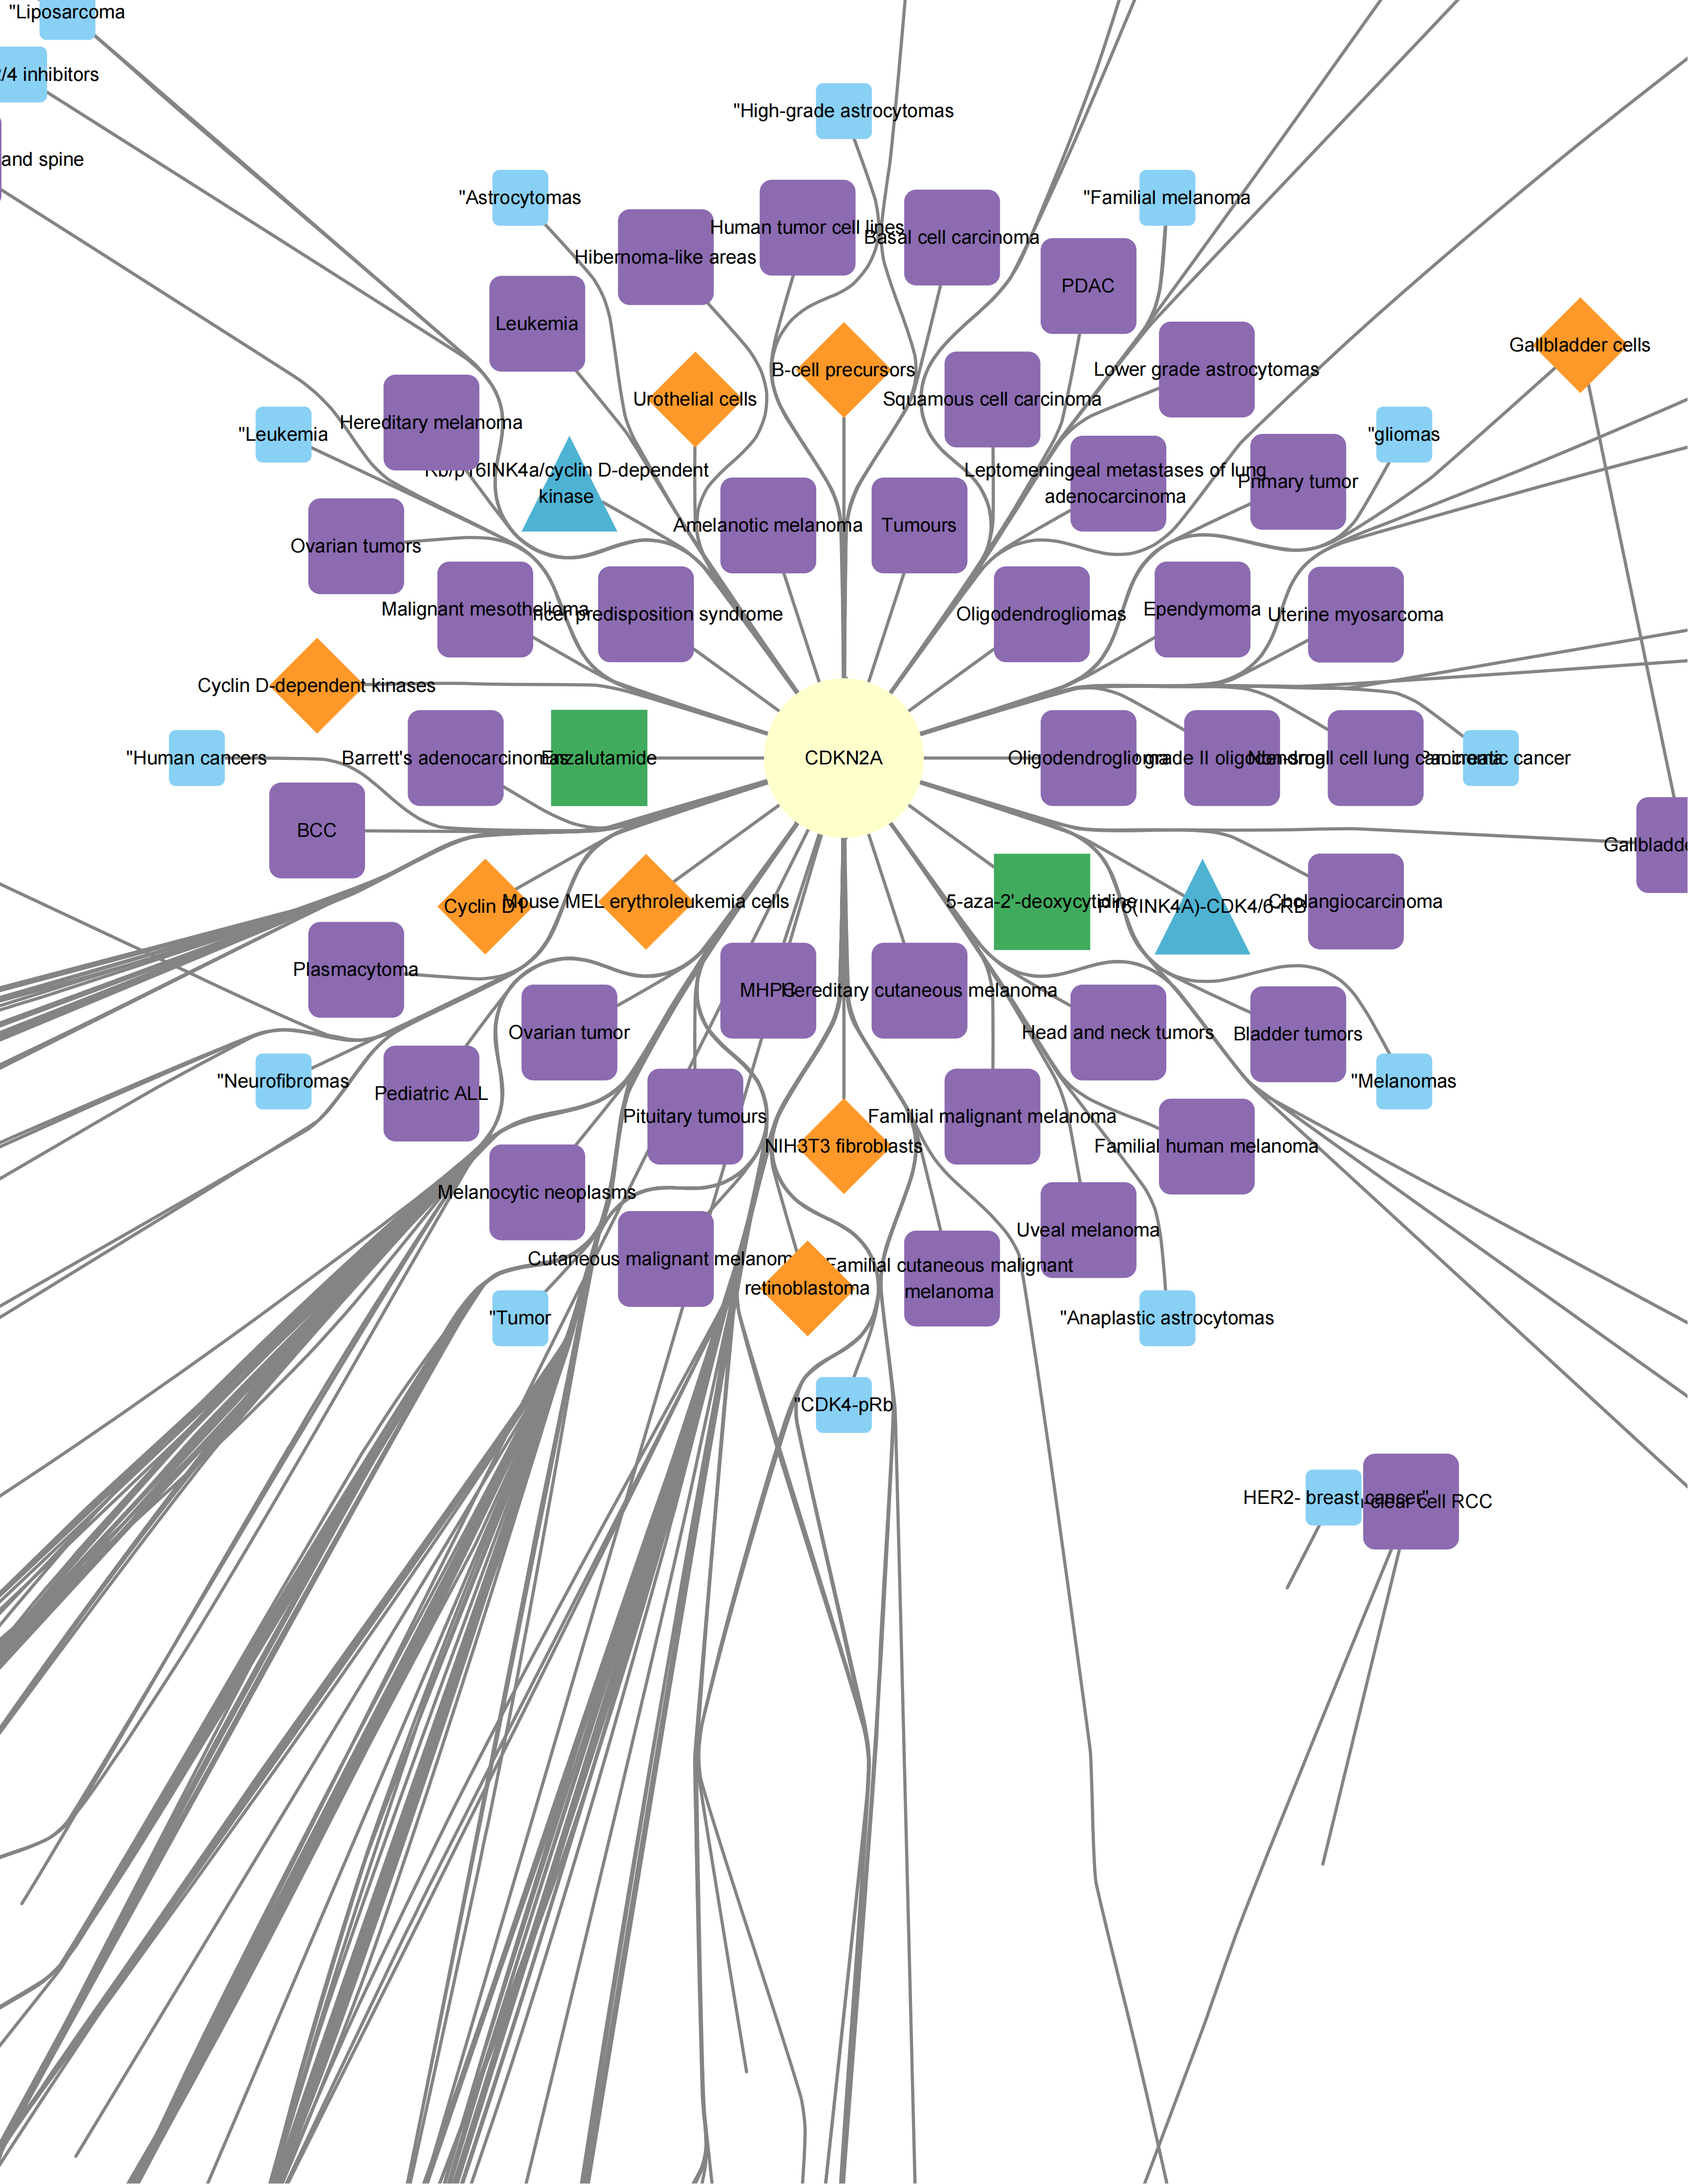 "Liposarcoma
/4 inhibitors
"High-grade astrocytomas
and spine
"Astrocytomas
"Familial melanoma
Human tumor cell lines
Basal cell carcinoma
Hibernoma-like areas
PDAC
Leukemia
Gallbladder cells
B-cell precursors
Lower grade astrocytomas
Urothelial cells
Squamous cell carcinoma
Hereditary melanoma
"Leukemia
"gliomas
Rb/p16INK4a/cyclin D-dependent
kinase
Leptomeningeal metastases of lung
adenocarcinoma
Primary tumor
Amelanotic melanoma
Tumours
Ovarian tumors
Malignant mesothelioma
predisposition syndrome
Oligodendrogliomas
Ependymoma
Uterine myosarcoma
Cyclin D-dependent kinases
"Human cancers
Barrett's adenocarcinomas
Enzalutamide
CDKN2A
Oligodendroglioma
grade II
Non-small cell lung carcinoma
cancer
BCC
Gallbladde
Cyclin D1
Mouse MEL erythroleukemia cells
5-aza-2'-deoxycytidine
P16(INK4A)-CDK4/6-RB
Cholangiocarcinoma
Plasmacytoma
MHPG
Hereditary cutaneous melanoma
Ovarian tumor
Head and neck tumors
Bladder tumors
"Neurofibromas
Pediatric ALL
"Melanomas
Pituitary tumours
Familial malignant melanoma
NIH3T3 fibroblasts
Familial human melanoma
Melanocytic neoplasms
Uveal melanoma
Cutaneous malignant melanom
Familial cutaneous malignant
melanoma
retinoblastoma
"Tumor
"Anaplastic astrocytomas
"CDK4-pRb
HER2- breast cancer"
-clear cell RCC